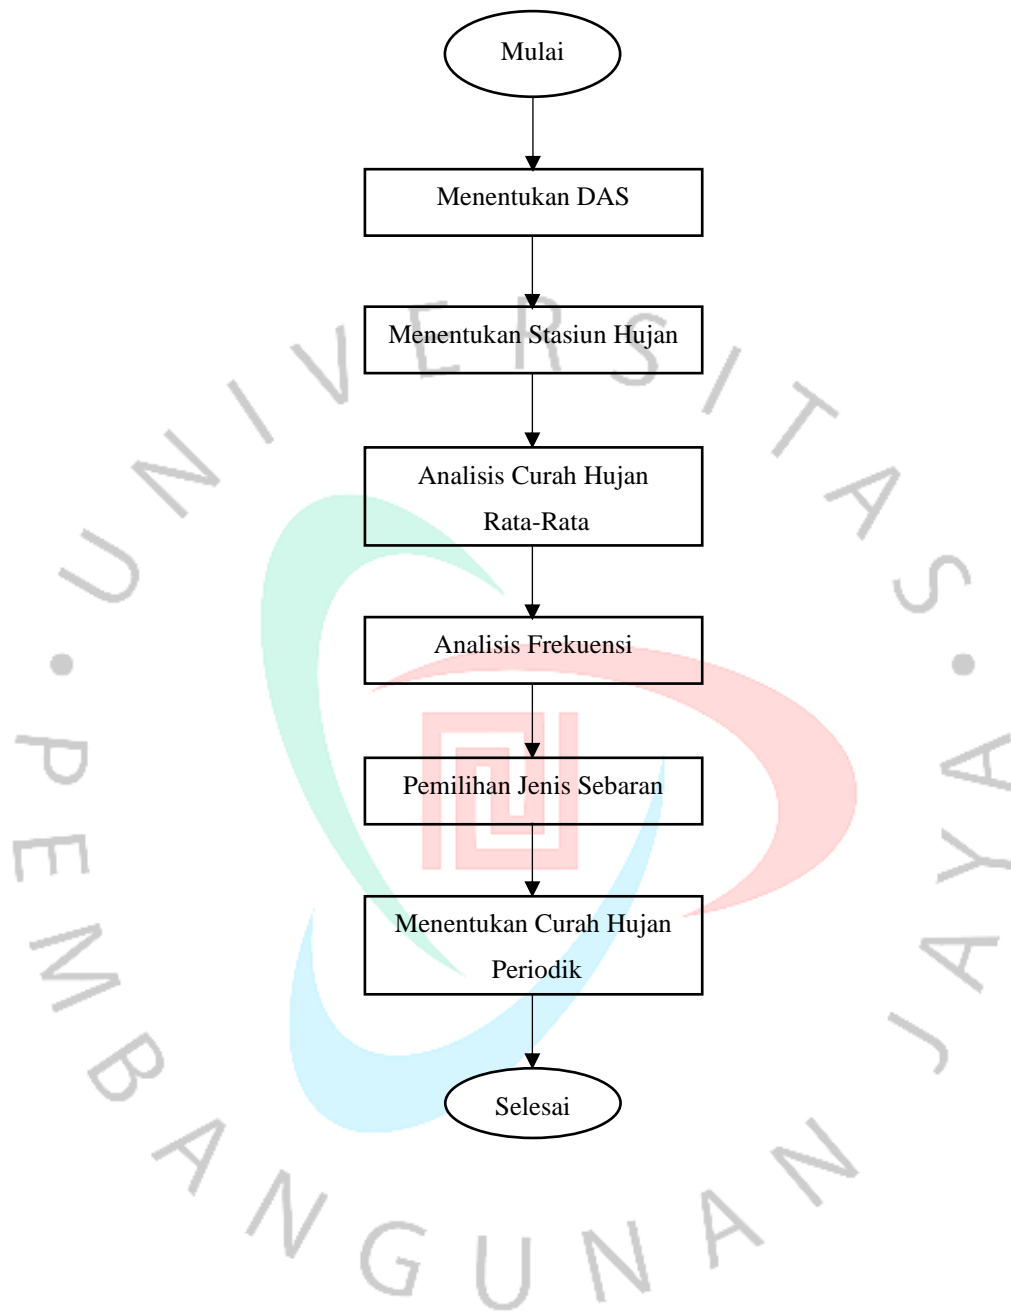 Mulai
Menentukan DAS
Menentukan Stasiun Hujan
Analisis Curah Hujan
Rata-Rata
Analisis Frekuensi
Pemilihan Jenis Sebaran
Menentukan Curah Hujan
Periodik
Selesai
UNIVERSITAS
PEMBANGUNAN JAYA